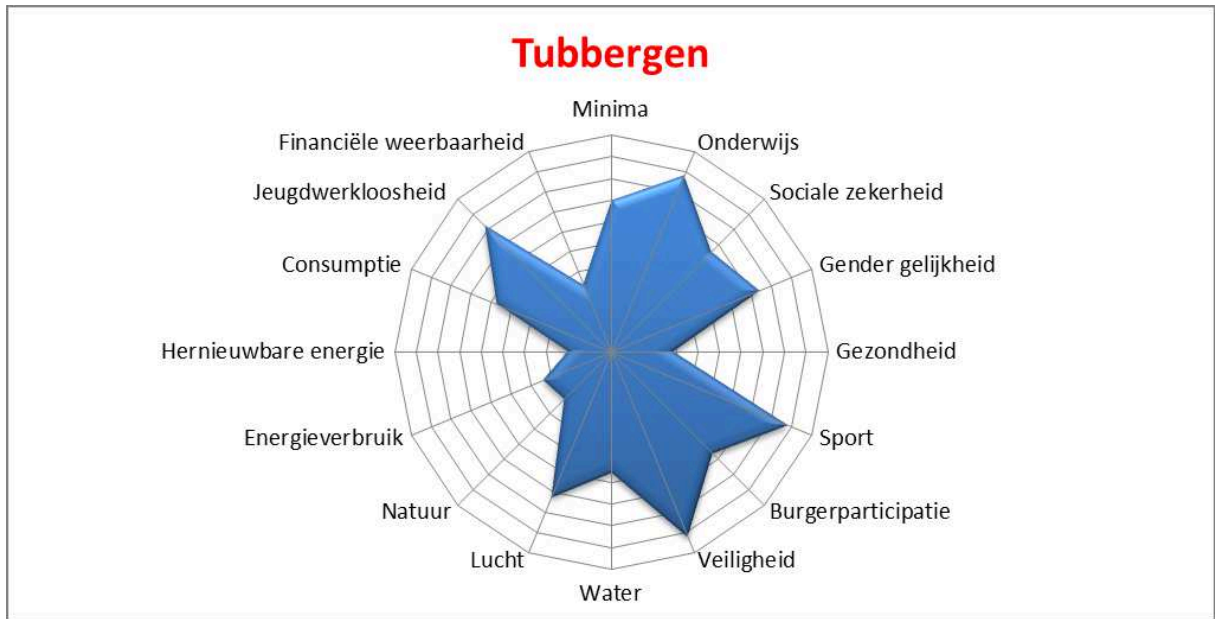 Tubbergen
Minima
Onderwijs
Sociale zekerheid
Gender gelijkheid
Gezondheid
Sport
Burgerparticipatie
Veiligheid
Water
Lucht
Natuur
Energieverbruik
Hernieuwbare energie
Consumptie
Jeugdwerkloosheid
Financiële weerbaarheid